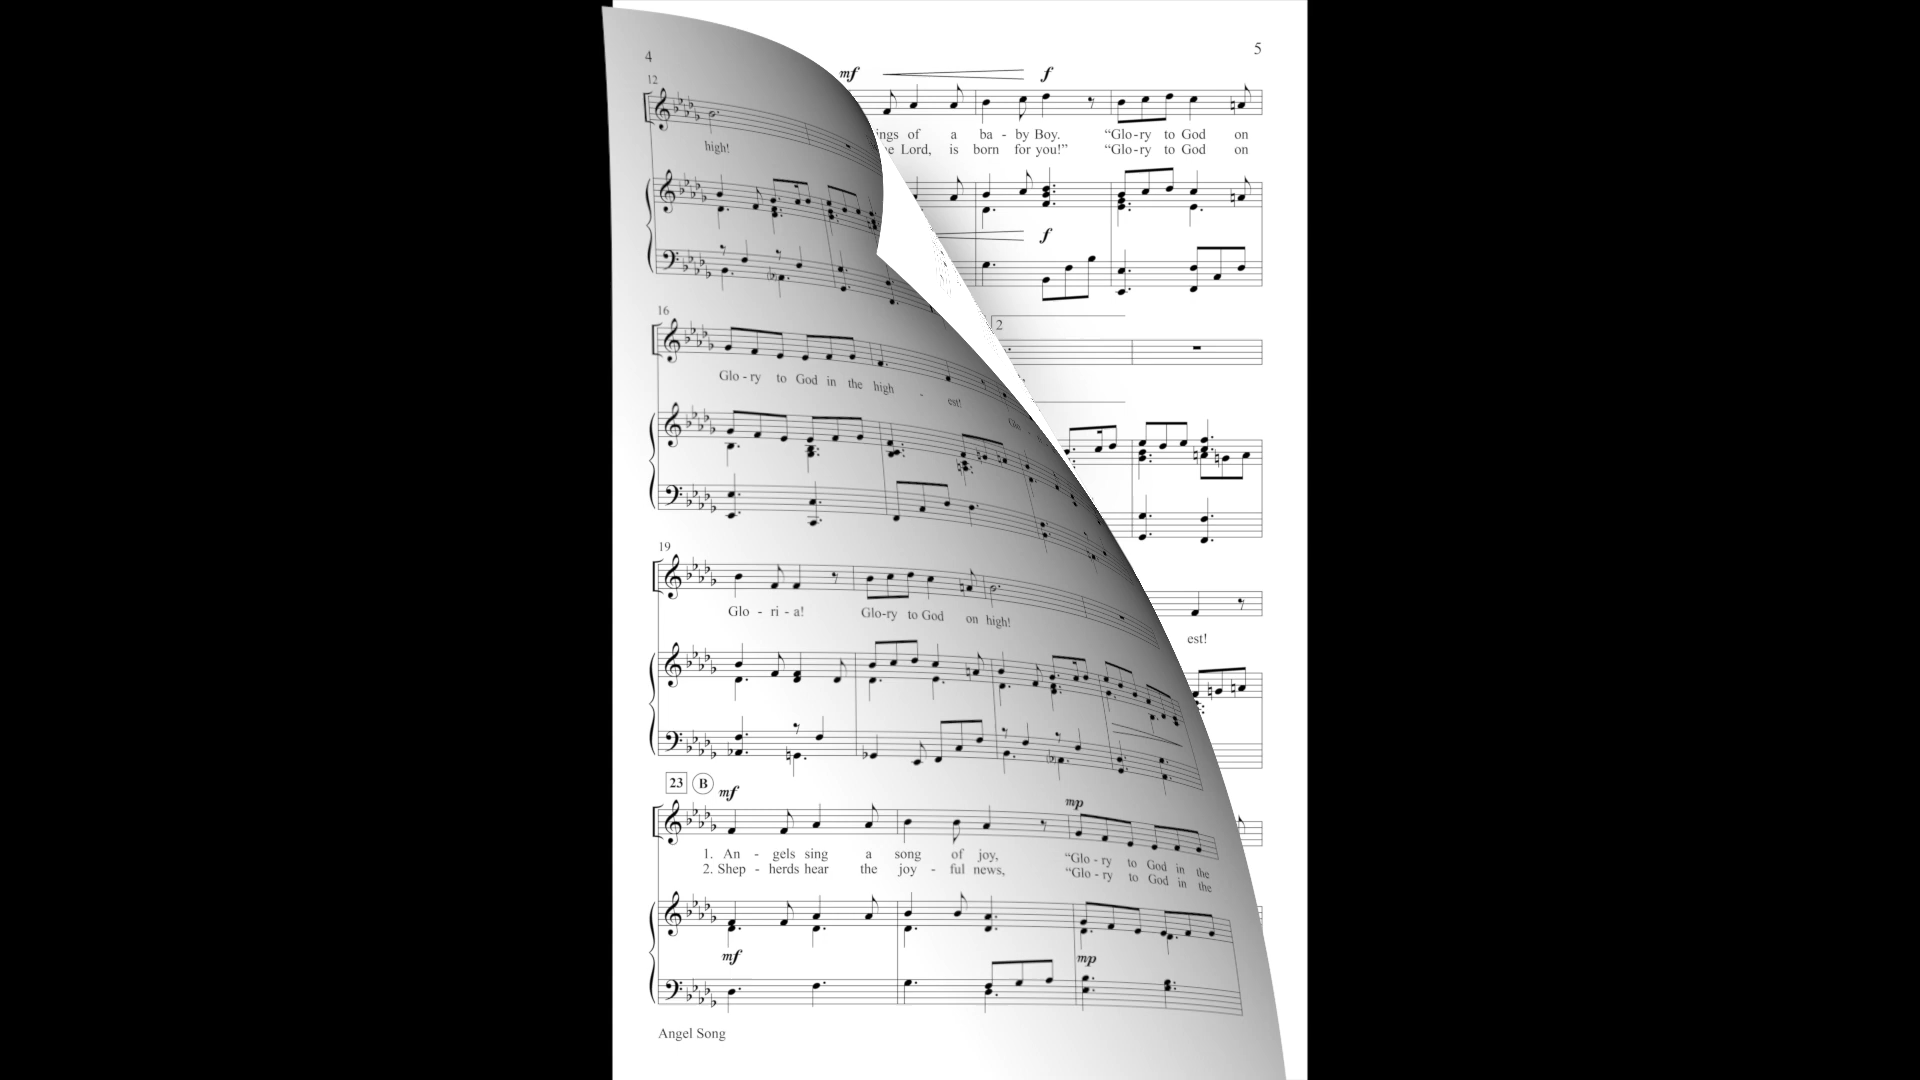 4
12
high!
16
Glo - ry to God in the high - est! Glo -
19
Glo - ri - a! Glo-ry to God on high!
23 B mf
mp
1. An - gels sing a song of joy, “Glo - ry to God in the
2. Shep - herds hear the joy - ful news, “Glo - ry to God in the
mf mp
Angel Song
5
mf f
of a ba - by Boy. “Glo-ry to God on
Lord, is born for you!” “Glo-ry to God on
f
2
est!